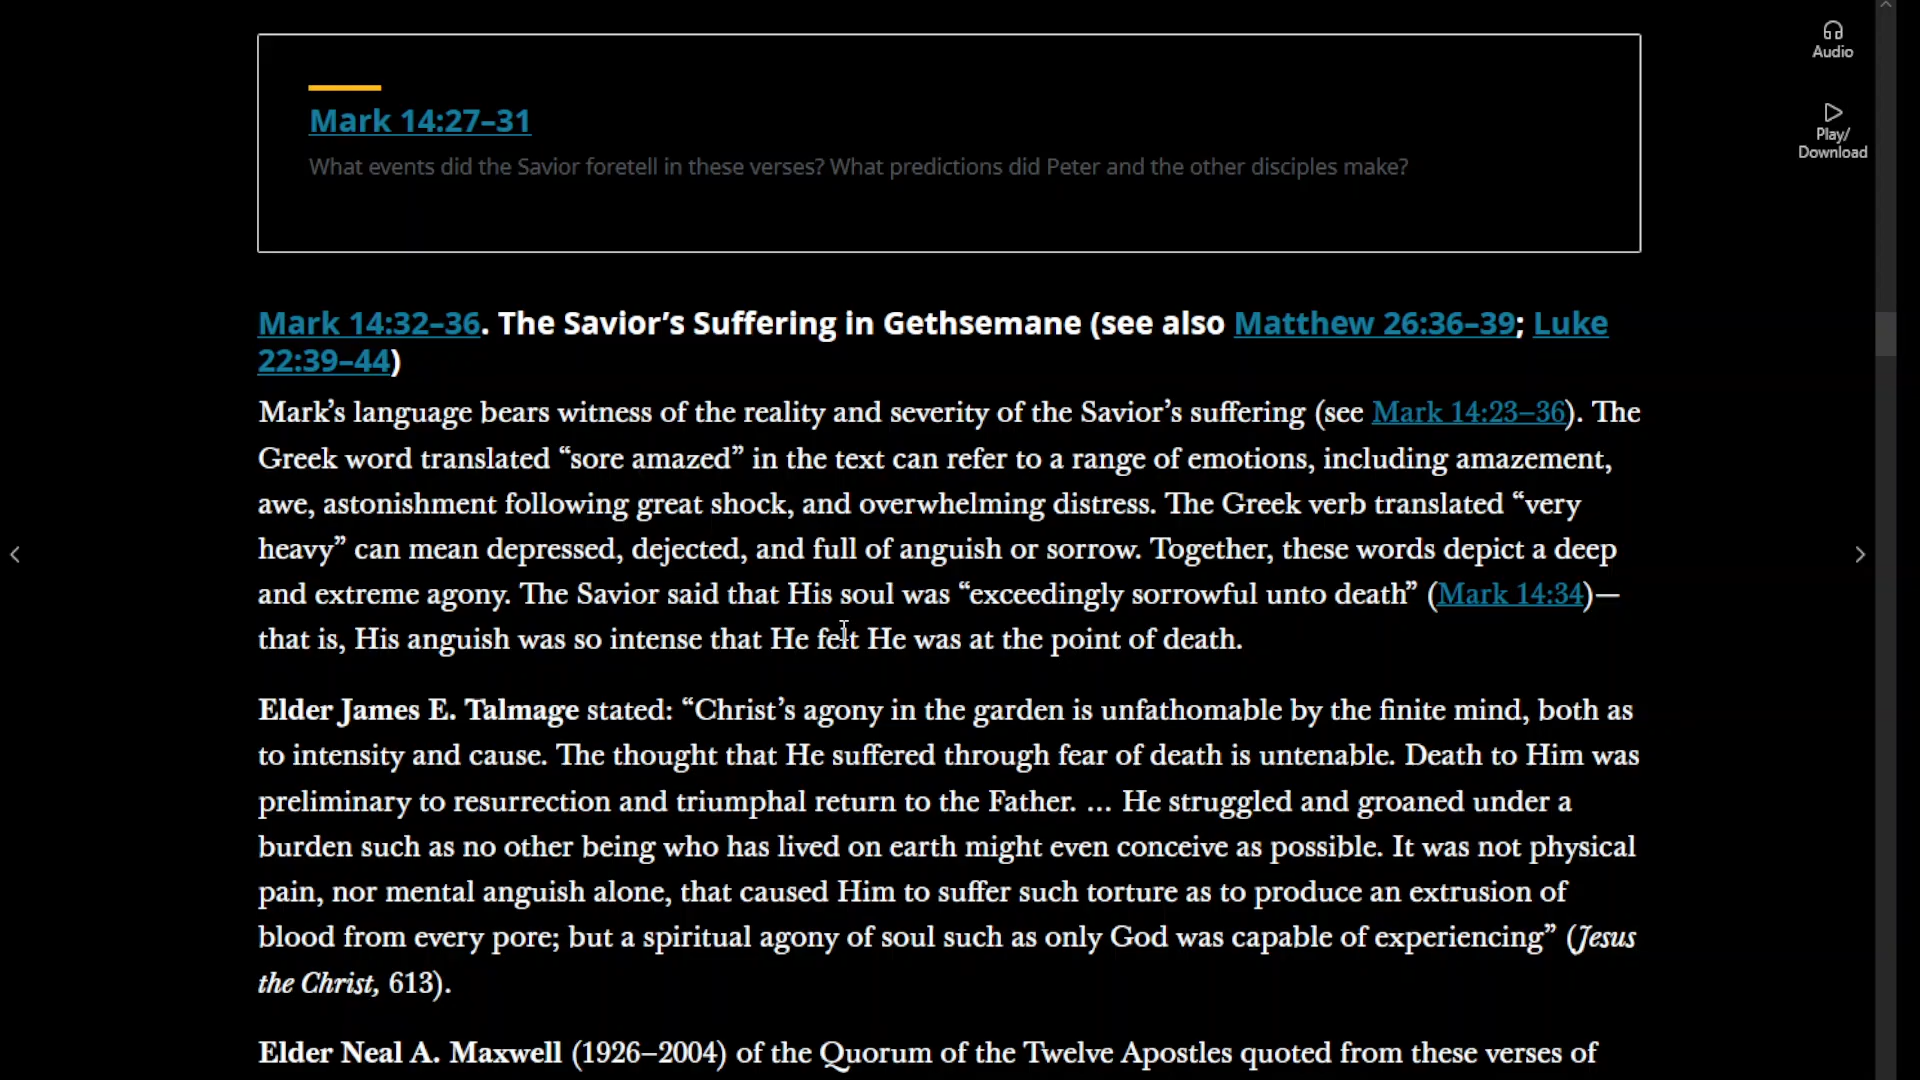 Audio
Play/
Download
Mark 14:27–31
What events did the Savior foretell in these verses? What predictions did Peter and the other disciples make?
Mark 14:32–36. The Savior’s Suffering in Gethsemane (see also Matthew 26:36–39; Luke
22:39–44)
Mark’s language bears witness of the reality and severity of the Savior’s suffering (see Mark 14:23–36). The
Greek word translated “sore amazed” in the text can refer to a range of emotions, including amazement,
awe, astonishment following great shock, and overwhelming distress. The Greek verb translated “very
heavy” can mean depressed, dejected, and full of anguish or sorrow. Together, these words depict a deep
and extreme agony. The Savior said that His soul was “exceedingly sorrowful unto death” (Mark 14:34)—
that is, His anguish was so intense that He felt He was at the point of death.
Elder James E. Talmage stated: “Christ’s agony in the garden is unfathomable by the finite mind, both as
to intensity and cause. The thought that He suffered through fear of death is untenable. Death to Him was
preliminary to resurrection and triumphal return to the Father. … He struggled and groaned under a
burden such as no other being who has lived on earth might even conceive as possible. It was not physical
pain, nor mental anguish alone, that caused Him to suffer such torture as to produce an extrusion of
blood from every pore; but a spiritual agony of soul such as only God was capable of experiencing” (Jesus
the Christ, 613).
Elder Neal A. Maxwell (1926–2004) of the Quorum of the Twelve Apostles quoted from these verses of